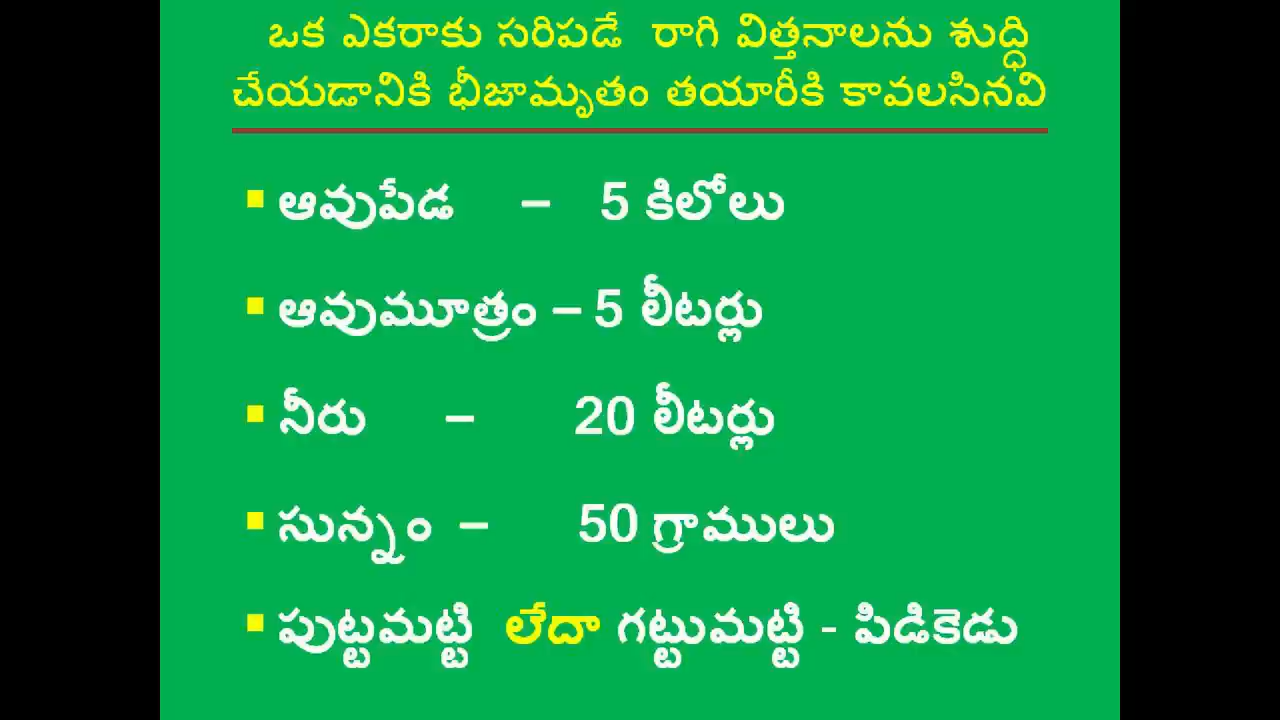 ఒక ఎకరాకు సరిపడే రాగి విత్తనాలను శుద్ధి
చేయడానికి భీజామృతం తయారీకి కావలసినవి
▪ ఆవుపేడ – 5 కిలోలు
▪ ఆవుమూత్రం – 5 లీటర్లు
▪ నీరు – 20 లీటర్లు
▪ సున్నం – 50 గ్రాములు
▪ పుట్టమట్టి లేదా గట్టుమట్టి - పిడికెడు